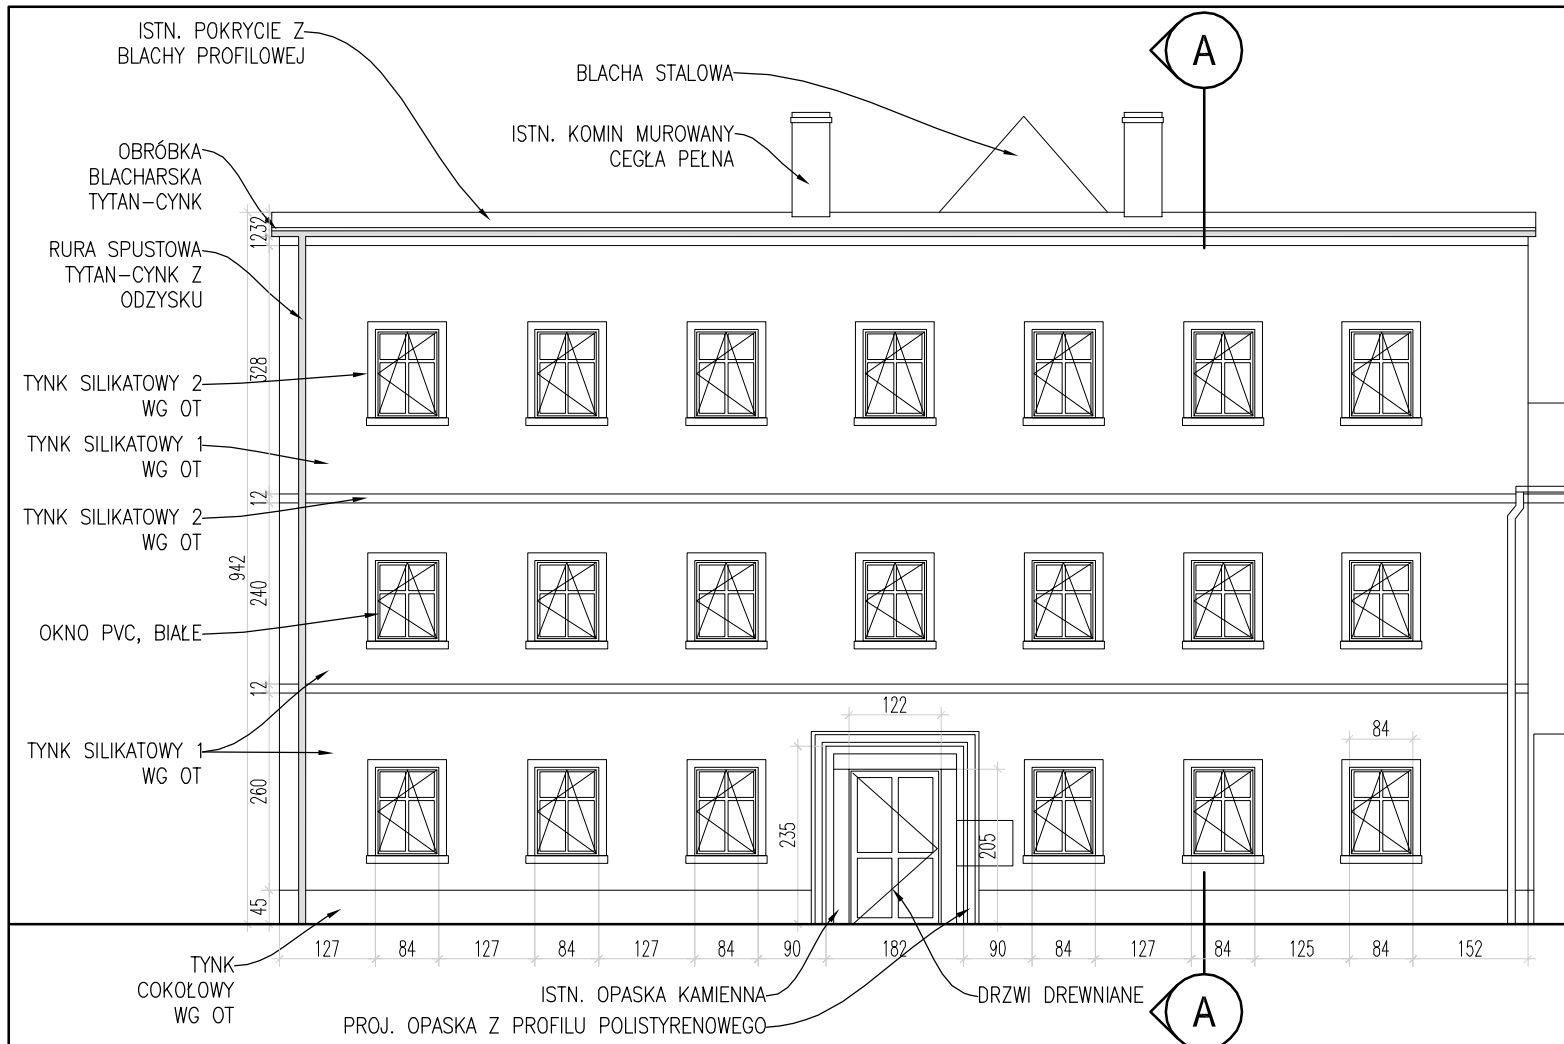 ISTN. POKRYCIE Z
BLACHY PROFILOWEJ
A
BLACHA STALOWA
ISTN. KOMIN MUROWANY
CEGŁA PEŁNA
OBRÓBKA
BLACHARSKA
TYTAN-CYNK
RURA SPUSTOWA
TYTAN-CYNK Z
ODZYSKU
1232
328
TYNK SILIKATOWY 2
WG OT
TYNK SILIKATOWY 1
WG OT
12
TYNK SILIKATOWY 2
WG OT
942
240
OKNO PVC, BIAŁE
12
TYNK SILIKATOWY 1
WG OT
260
122
84
235
205
45
127 84 127 84 127 84 90 182 90 84 127 84 125 84 152
TYNK
COKOŁOWY
WG OT
ISTN. OPASKA KAMIENNA
DRZWI DREWNIANE
PROJ. OPASKA Z PROFILU POLISTYRENOWEGO
A